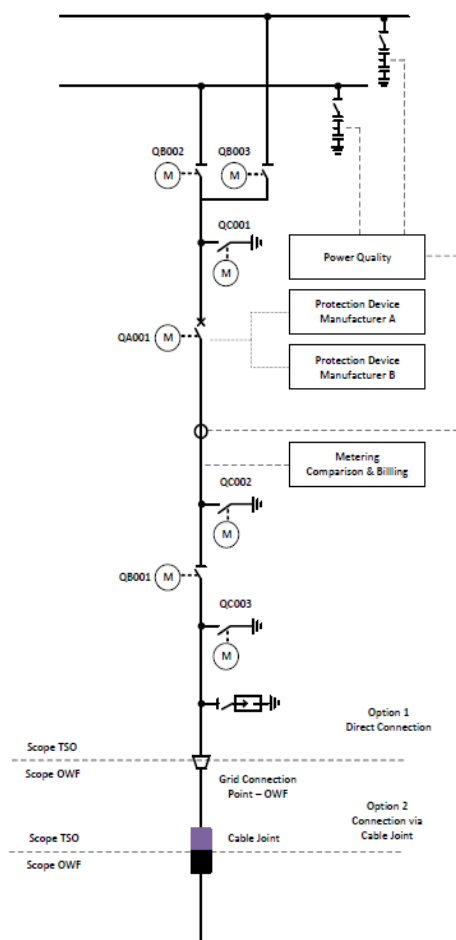 QB002
QB003
M
M
QC001
M
Power Quality
Protection Device
Manufacturer A
QA001
M
Protection Device
Manufacturer B
Metering
Comparison & Billling
QC002
M
QB001
M
QC003
M
Option 1
Direct Connection
Scope TSO
Scope OWF
Grid Connection
Point – OWF
Option 2
Connection via
Cable Joint
Scope TSO
Cable Joint
Scope OWF